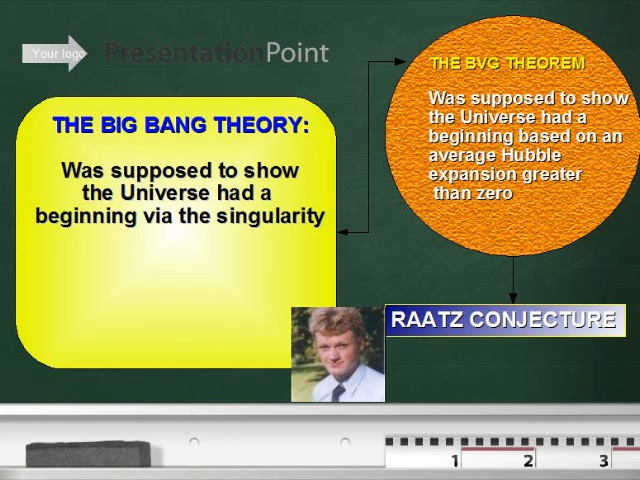 Your logo
PresentationPoint
THE BIG BANG THEORY:
Was supposed to show
the Universe had a
beginning via the singularity
THE BVG THEOREM
Was supposed to show
the Universe had a
beginning based on an
average Hubble
expansion greater
than zero
RAATZ CONJECTURE
1 2 3